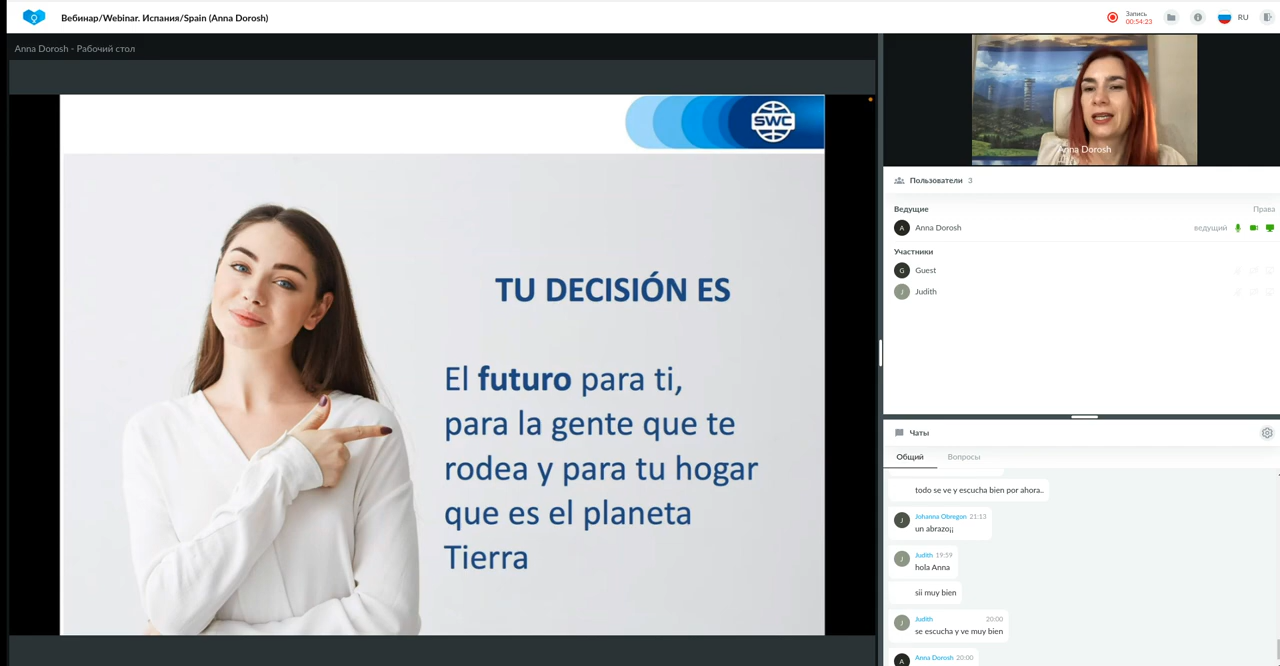 Вебинар/Webinar. Испания/Spain (Anna Dorosh)
Запись
00:54:23
RU
Anna Dorosh - Рабочий стол
SWC
TU DECISIÓN ES
El futuro para ti,
para la gente que te
rodea y para tu hogar
que es el planeta
Tierra
Anna Dorosh
Пользователи 3
Ведущие Права
A Anna Dorosh ведущий
Участники
G Guest
J Judith
Чаты
Общий Вопросы
todo se ve y escucha bien por ahora..
J Johanna Obregon 21:13
un abrazo¡¡
J Judith 19:59
hola Anna
sii muy bien
J Judith 20:00
se escucha y ve muy bien
A Anna Dorosh 20:00